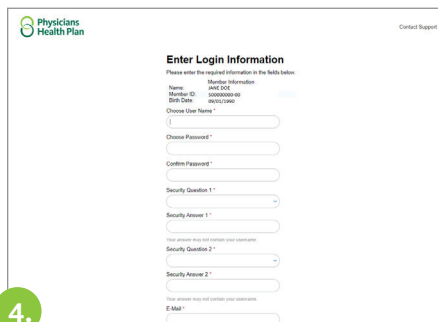 Physicians
Health Plan
Contact Support
Enter Login Information
Please enter the required information in the fields below.
Member Information
Name: JANE DOE
Member ID: 500000000-00
Birth Date: 09/01/1990
Choose User Name *
Choose Password *
Confirm Password *
Security Question 1 *
Security Answer 1 *
Your answer may not contain your username
Security Question 2 *
Security Answer 2 *
Your answer may not contain your username
E-Mail *
4.